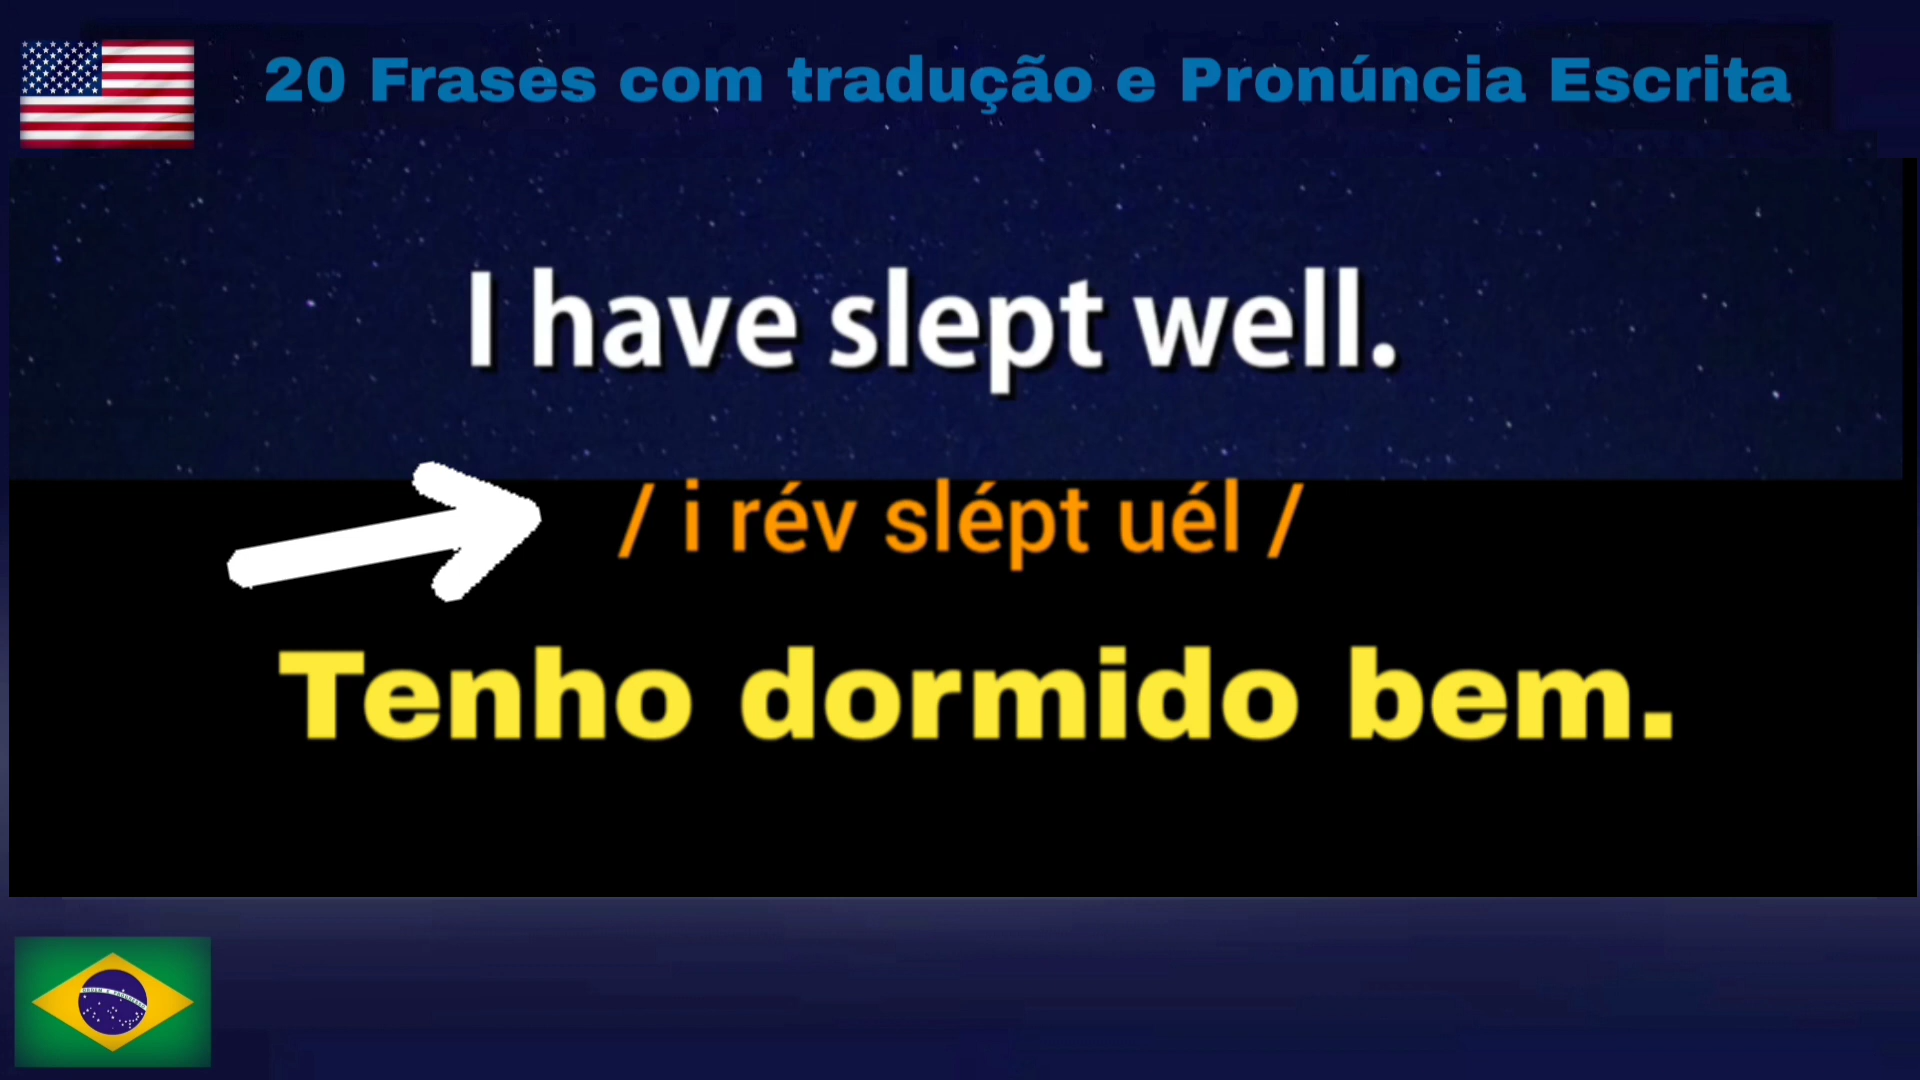 20 Frases com tradução e Pronúncia Escrita
I have slept well.
/ i rév slépt uél /
Tenho dormido bem.